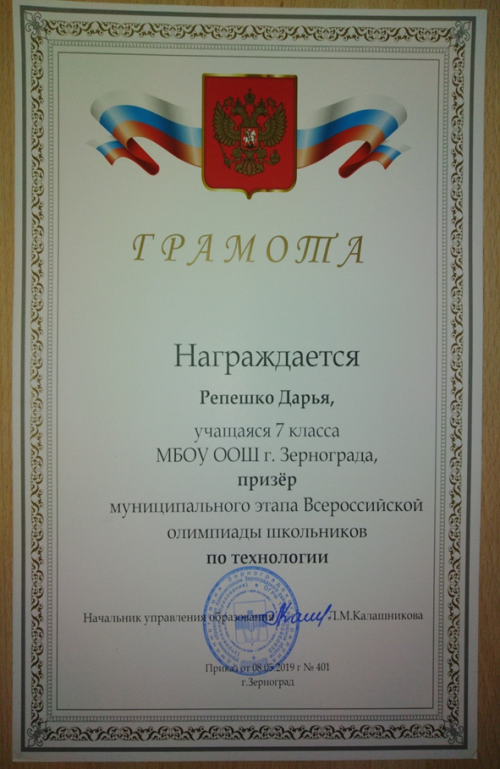 ГРАМОТА
Награждается
Репешко Дарья,
учащаяся 7 класса
МБОУ ООШ г. Зернограда,
призёр
муниципального этапа Всероссийской
олимпиады школьников
по технологии
Начальник управления образования Л.М.Калашникова
Приказ от 08.05.2019 г № 401
г.Зерноград